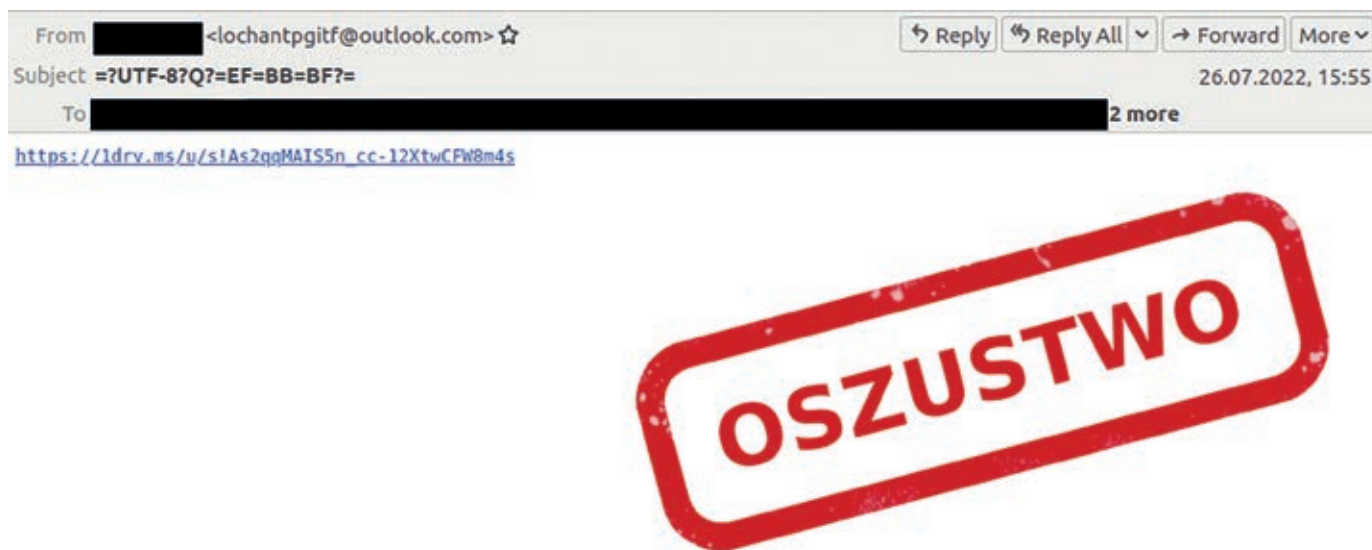 From <lochantpgitf@outlook.com> Reply Reply All Forward More
Subject =?UTF-8?Q?=EF=BB=BF?= 26.07.2022, 15:55
To 2 more
https://1drv.ms/u/s!As2qqMAIS5n_cc-12XtwCFW8m4s
OSZUSTWO